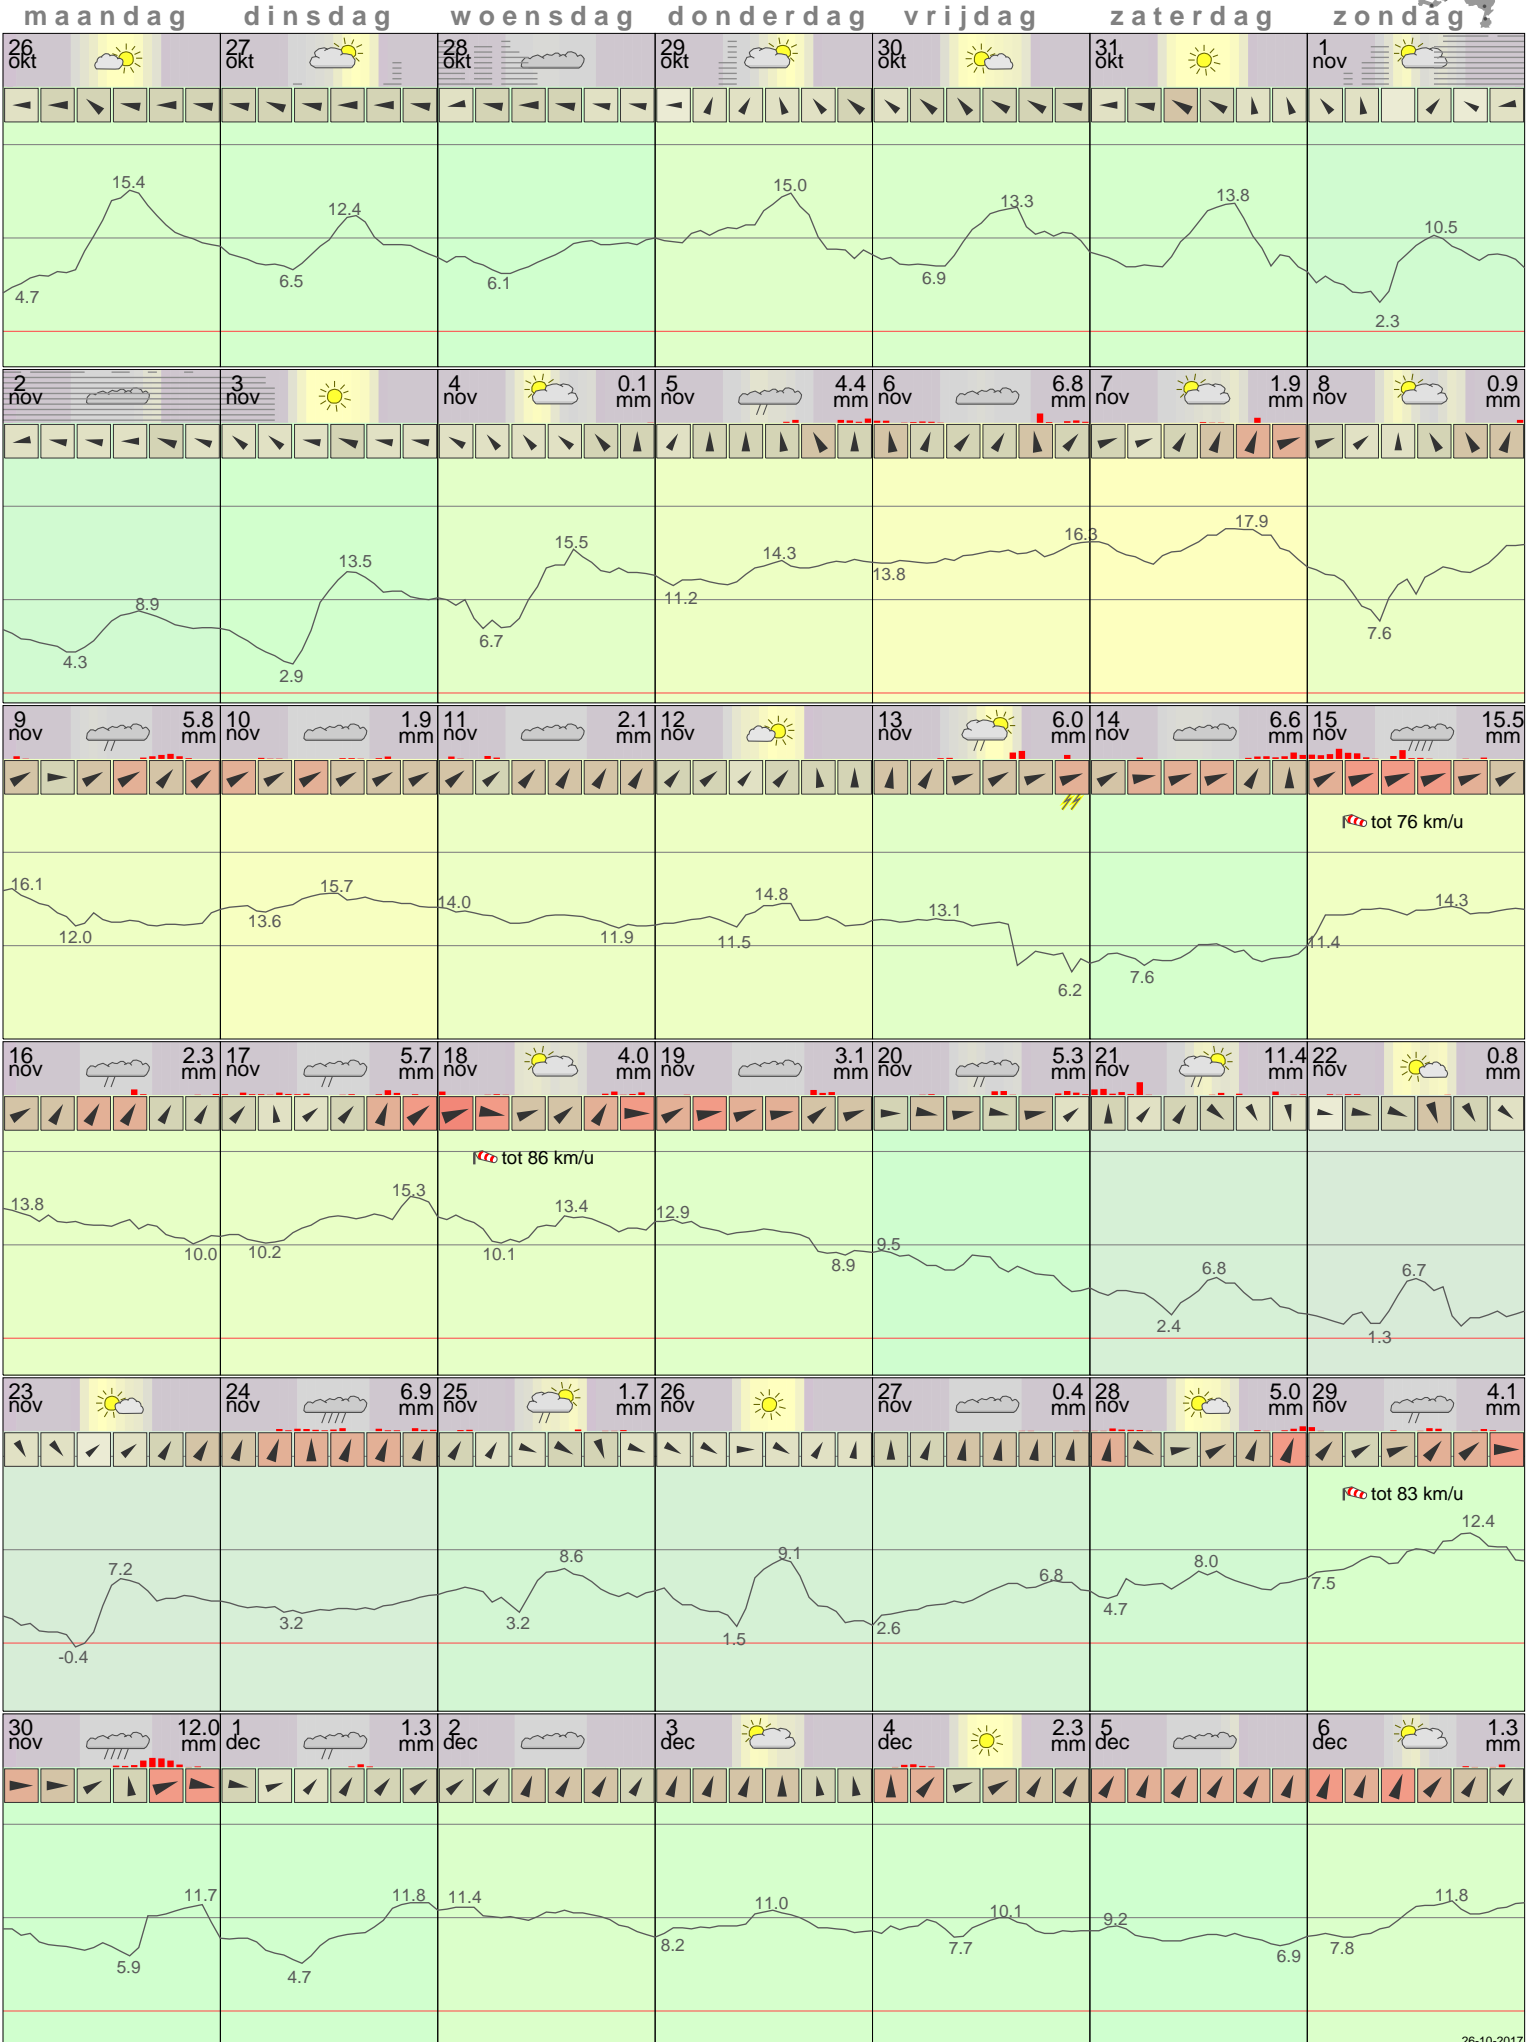 maandag dinsdag woensdag donderdag vrijdag zaterdag zondag
26 okt 27 okt 28 okt 29 okt 30 okt 31 okt 1 nov
15.4 12.4 15.0 13.3 13.8 10.5
4.7 6.5 6.1 6.9 2.3
2 nov 3 nov 4 nov 0.1 mm 5 nov 4.4 mm 6 nov 6.8 mm 7 nov 1.9 mm 8 nov 0.9 mm
8.9 13.5 15.5 14.3 16.3 17.9
4.3 2.9 6.7 11.2 13.8 7.6
9 nov 5.8 mm 10 nov 1.9 mm 11 nov 2.1 mm 12 nov 13 nov 6.0 mm 14 nov 6.6 mm 15 nov 15.5 mm
tot 76 km/u
16.1 15.7 14.0 14.8 13.1 14.3
12.0 13.6 11.9 11.5 6.2 7.6 11.4
16 nov 2.3 mm 17 nov 5.7 mm 18 nov 4.0 mm 19 nov 3.1 mm 20 nov 5.3 mm 21 nov 11.4 mm 22 nov 0.8 mm
tot 86 km/u
13.8 15.3 13.4 12.9 9.5 6.8 6.7
10.0 10.2 10.1 8.9 2.4 1.3
23 nov 24 nov 6.9 mm 25 nov 1.7 mm 26 nov 27 nov 0.4 mm 28 nov 5.0 mm 29 nov 4.1 mm
tot 83 km/u
7.2 8.6 9.1 6.8 8.0 12.4
-0.4 3.2 3.2 1.5 2.6 4.7 7.5
30 nov 12.0 mm 1 dec 1.3 mm 2 dec 3 dec 4 dec 2.3 mm 5 dec 6 dec 1.3 mm
11.7 11.8 11.4 11.0 10.1 9.2 11.8
5.9 4.7 8.2 7.7 6.9 7.8
26-10-2017